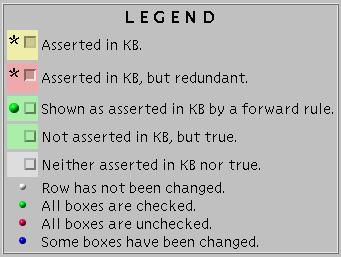 LEGEND
* Asserted in KB.
* Asserted in KB, but redundant.
Shown as asserted in KB by a forward rule.
Not asserted in KB, but true.
Neither asserted in KB nor true.
Row has not been changed.
All boxes are checked.
All boxes are unchecked.
Some boxes have been changed.